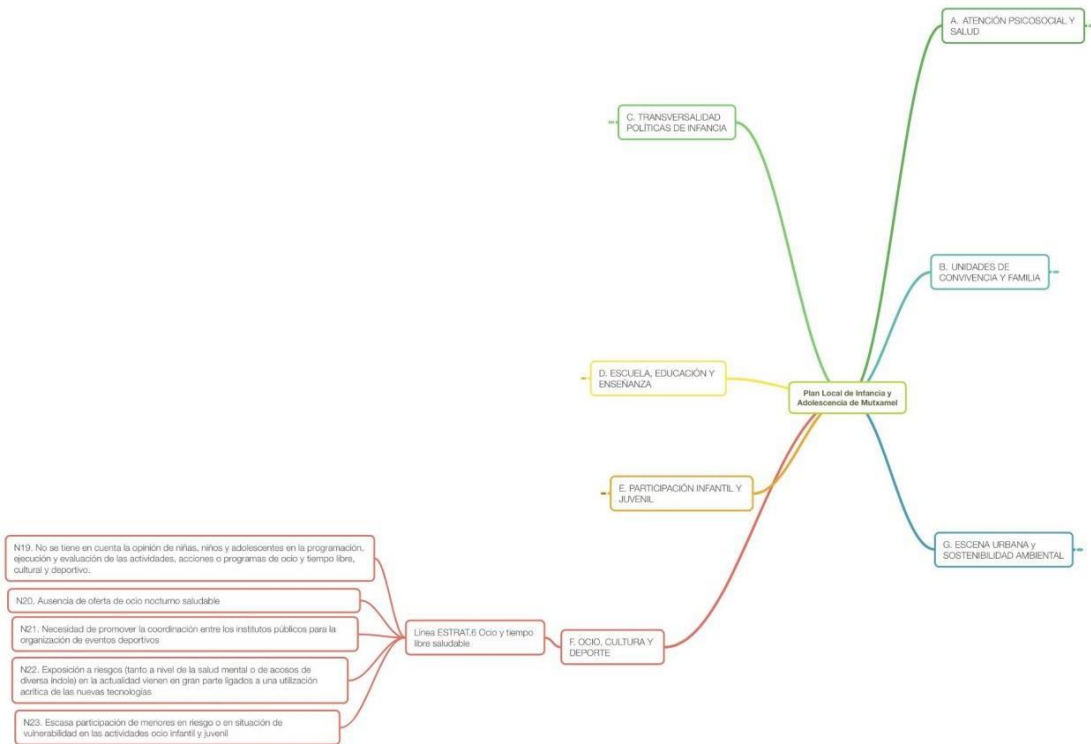 A. ATENCIÓN PSICOSOCIAL Y
SALUD
C. TRANSVERSALIDAD
POLÍTICAS DE INFANCIA
B. UNIDADES DE
CONVIVENCIA Y FAMILIA
D. ESCUELA, EDUCACIÓN Y
ENSEÑANZA
Plan Local de Infancia y
Adolescencia de Mutxamel
E. PARTICIPACIÓN INFANTIL Y
JUVENIL
G. ESCENA URBANA y
SOSTENIBILIDAD AMBIENTAL
N19. No se tiene en cuenta la opinión de niñas, niños y adolescentes en la programación,
ejecución y evaluación de las actividades, acciones o programas de ocio y tiempo libre,
cultural y deportivo.
N20. Ausencia de oferta de ocio nocturno saludable
N21. Necesidad de promover la coordinación entre los institutos públicos para la
organización de eventos deportivos
N22. Exposición a riesgos (tanto a nivel de la salud mental o de acosos de
diversa índole) en la actualidad vienen en gran parte ligados a una utilización
acrítica de las nuevas tecnologías
N23. Escasa participación de menores en riesgo o en situación de
vulnerabilidad en las actividades ocio infantil y juvenil
Línea ESTRAT.6 Ocio y tiempo
libre saludable
F. OCIO, CULTURA Y
DEPORTE